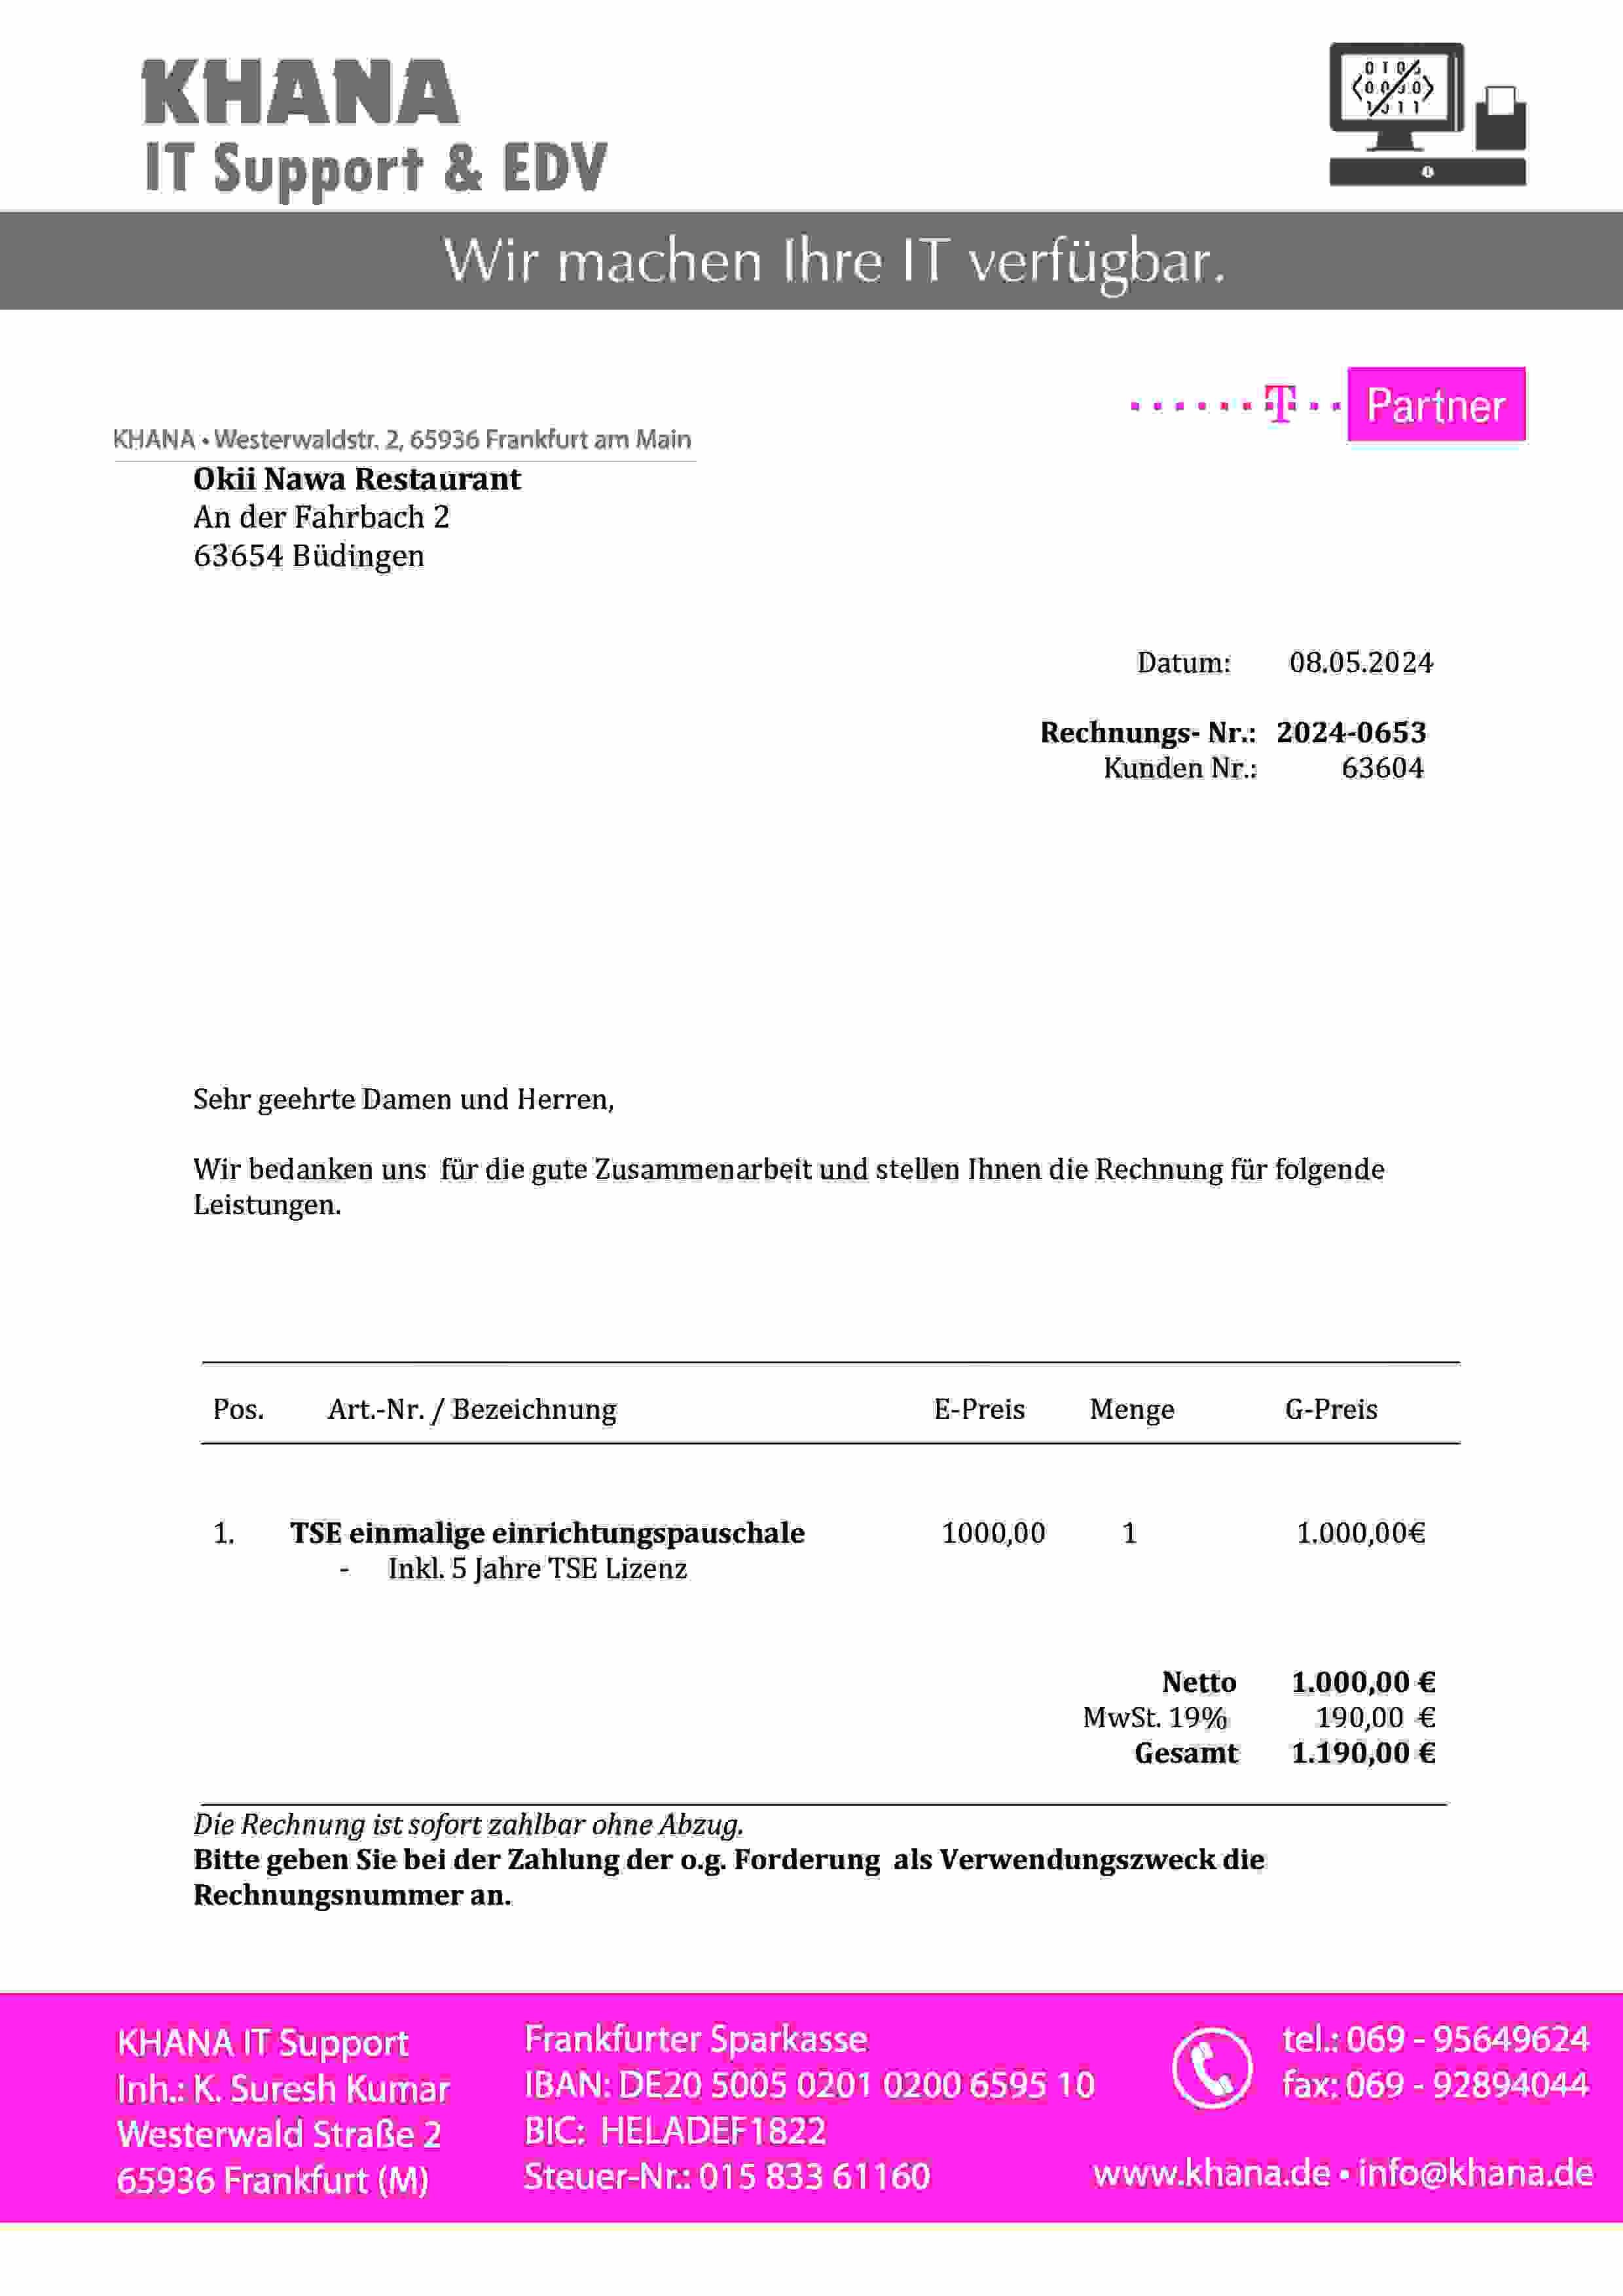 KHANA
IT Support & EDV
Wir machen Ihre IT verfügbar.
T Partner
KHANA • Westerwaldstr. 2, 65936 Frankfurt am Main
Okii Nawa Restaurant
An der Fahrbach 2
63654 Büdingen
Datum: 08.05.2024
Rechnungs- Nr.: 2024-0653
Kunden Nr.: 63604
Sehr geehrte Damen und Herren,
Wir bedanken uns für die gute Zusammenarbeit und stellen Ihnen die Rechnung für folgende
Leistungen.
Pos. Art.-Nr. / Bezeichnung E-Preis Menge G-Preis
1. TSE einmalige einrichtungspauschale 1000,00 1 1.000,00€
- Inkl. 5 Jahre TSE Lizenz
Netto 1.000,00 €
MwSt. 19% 190,00 €
Gesamt 1.190,00 €
Die Rechnung ist sofort zahlbar ohne Abzug.
Bitte geben Sie bei der Zahlung der o.g. Forderung als Verwendungszweck die
Rechnungsnummer an.
KHANA IT Support
Inh.: K. Suresh Kumar
Westerwald Straße 2
65936 Frankfurt (M)
Frankfurter Sparkasse
IBAN: DE20 5005 0201 0200 6595 10
BIC: HELADEF1822
Steuer-Nr.: 015 833 61160
tel.: 069 - 95649624
fax: 069 - 92894044
www.khana.de • info@khana.de